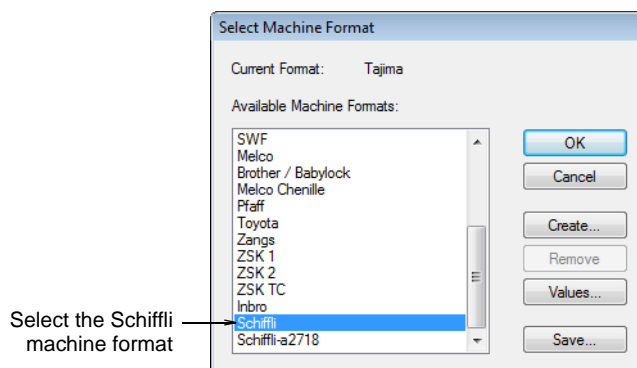 Select Machine Format
Current Format: Tajima
Available Machine Formats:
SWF
Melco
Brother / Babylock
Melco Chenille
Pfaff
Toyota
Zangs
ZSK 1
ZSK 2
ZSK TC
Inbro
Schiffli
Schiffli-a2718
OK
Cancel
Create...
Remove
Values...
Save...
Select the Schiffli
machine format